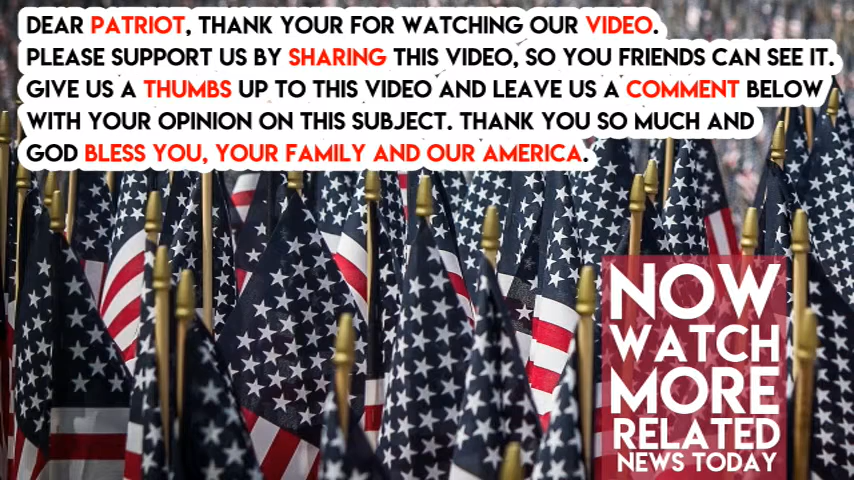 DEAR PATRIOT, THANK YOUR FOR WATCHING OUR VIDEO.
PLEASE SUPPORT US BY SHARING THIS VIDEO, SO YOU FRIENDS CAN SEE IT.
GIVE US A THUMBS UP TO THIS VIDEO AND LEAVE US A COMMENT BELOW
WITH YOUR OPINION ON THIS SUBJECT. THANK YOU SO MUCH AND
GOD BLESS YOU, YOUR FAMILY AND OUR AMERICA.
NOW
WATCH
MORE
RELATED
NEWS TODAY